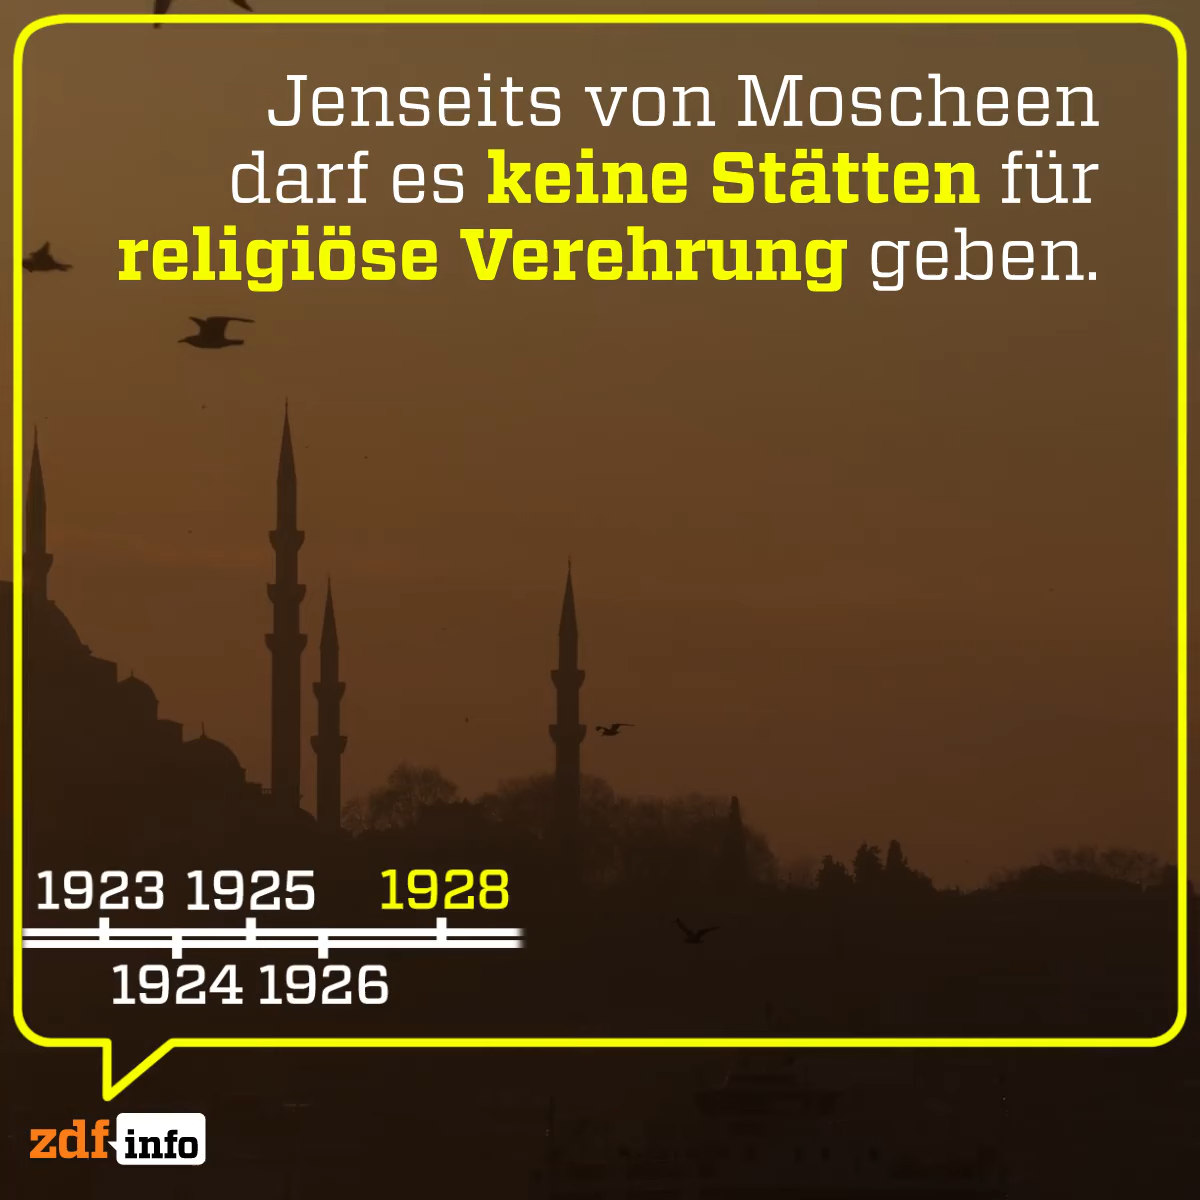 Jenseits von Moscheen
darf es keine Stätten für
religiöse Verehrung geben.
1923 1925 1928
1924 1926
zdf info